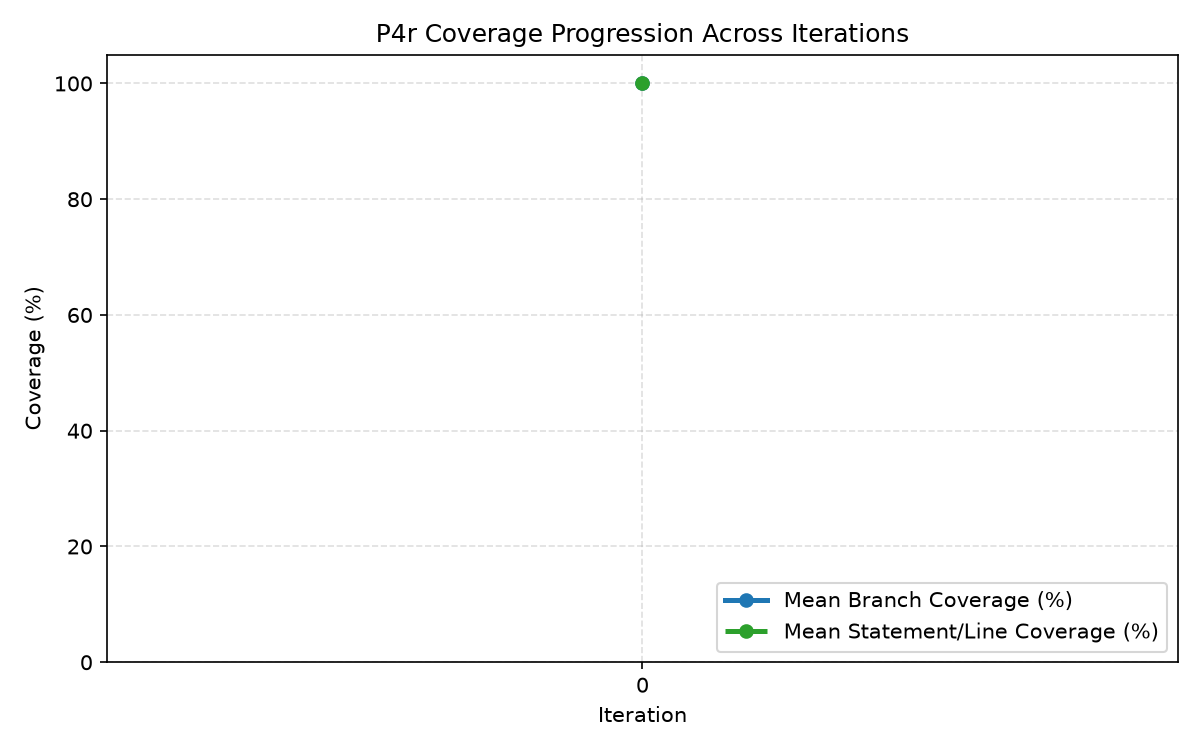 P4r Coverage Progression Across Iterations
100
80
60
40
20
0
Coverage (%)
Mean Branch Coverage (%)
Mean Statement/Line Coverage (%)
0
Iteration